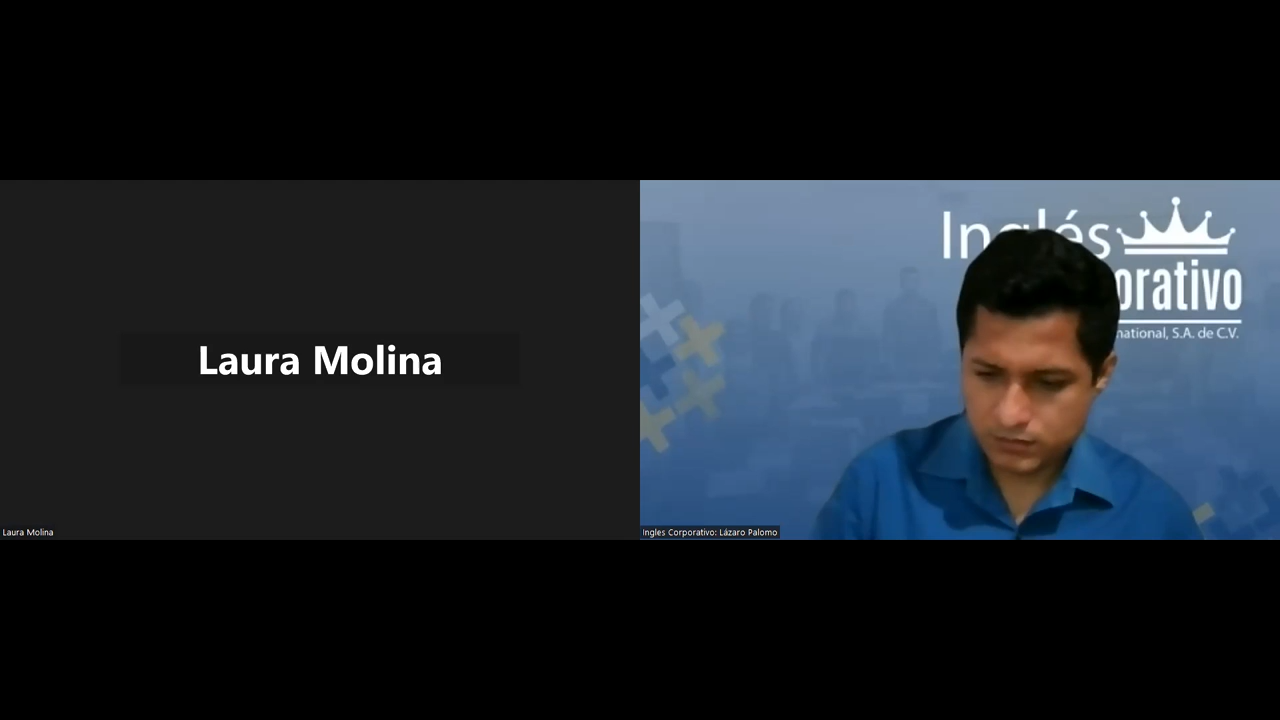 Laura Molina
Laura Molina
Inglés
orativo
national, S.A. de C.V.
Ingles Corporativo: Lázaro Palomo